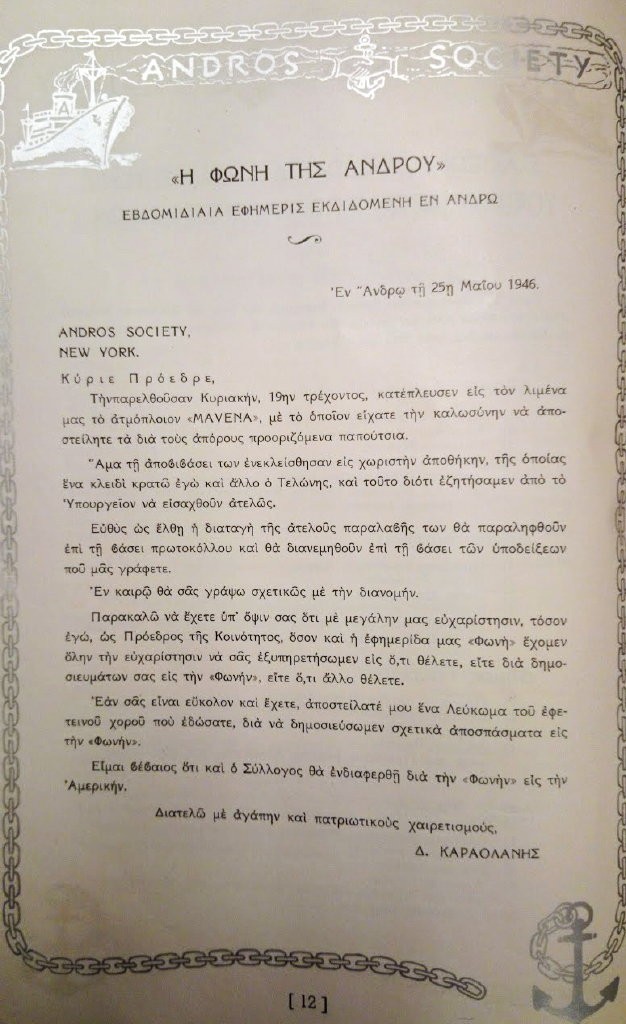 ANDROS SOCIETY
«Η ΦΩΝΗ ΤΗΣ ΑΝΔΡΟΥ»
ΕΒΔΟΜΙΔΙΑΙΑ ΕΦΗΜΕΡΙΣ ΕΚΔΙΔΟΜΕΝΗ ΕΝ ΑΝΔΡΩ
Ἐν Ἄνδρῳ τῇ 25ῃ Μαΐου 1946.
ANDROS SOCIETY,
NEW YORK.
Κύριε Πρόεδρε,
Τὴνπαρελθοῦσαν Κυριακήν, 19ην τρέχοντος, κατέπλευσεν εἰς τὸν λιμένα
μας τὸ ἀτμόπλοιον «MAVENA», μὲ τὸ ὁποῖον εἴχατε τὴν καλωσύνην νὰ ἀπο-
στείλητε τὰ διὰ τοὺς ἀπόρους προοριζόμενα παπούτσια.
Ἅμα τῇ ἀποβιβάσει των ἐνεκλείσθησαν εἰς χωριστὴν ἀποθήκην, τῆς ὁποίας
ἕνα κλειδὶ κρατῶ ἐγὼ καὶ ἄλλο ὁ Τελώνης, καὶ τοῦτο διότι ἐζητήσαμεν ἀπὸ τὸ
Ὑπουργεῖον νὰ εἰσαχθοῦν ἀτελῶς.
Εὐθὺς ὡς ἔλθῃ ἡ διαταγὴ τῆς ἀτελοῦς παραλαβῆς των θὰ παραληφθοῦν
ἐπὶ τῇ βάσει πρωτοκόλλου καὶ θὰ διανεμηθοῦν ἐπὶ τῇ βάσει τῶν ὑποδείξεων
ποῦ μᾶς γράφετε.
Ἐν καιρῷ θὰ σᾶς γράψω σχετικῶς μὲ τὴν διανομήν.
Παρακαλῶ νὰ ἔχετε ὑπ' ὄψιν σας ὅτι μὲ μεγάλην μας εὐχαρίστησιν, τόσον
ἐγώ, ὡς Πρόεδρος τῆς Κοινότητος, ὅσον καὶ ἡ ἐφημερίδα μας «Φωνὴ» ἔχομεν
ὅλην τὴν εὐχαρίστησιν νὰ σᾶς ἐξυπηρετήσωμεν εἰς ὅ,τι θέλετε, εἴτε διὰ δημο-
σιευμάτων σας εἰς τὴν «Φωνήν», εἴτε ὅ,τι ἄλλο θέλετε.
Ἐάν σᾶς εἶναι εὔκολον καὶ ἔχετε, ἀποστείλατέ μου ἕνα Λεύκωμα τοῦ ἐφε-
τεινοῦ χοροῦ ποὺ ἐδώσατε, διὰ νὰ δημοσιεύσωμεν σχετικὰ ἀποσπάσματα εἰς
τὴν «Φωνήν».
Εἶμαι βέβαιος ὅτι καὶ ὁ Σύλλογος θὰ ἐνδιαφερθῇ διὰ τὴν «Φωνὴν» εἰς τὴν
Ἀμερικήν.
Διατελῶ μὲ ἀγάπην καὶ πατριωτικοὺς χαιρετισμούς,
Δ. ΚΑΡΑΟΛΑΝΗΣ
[ 12 ]